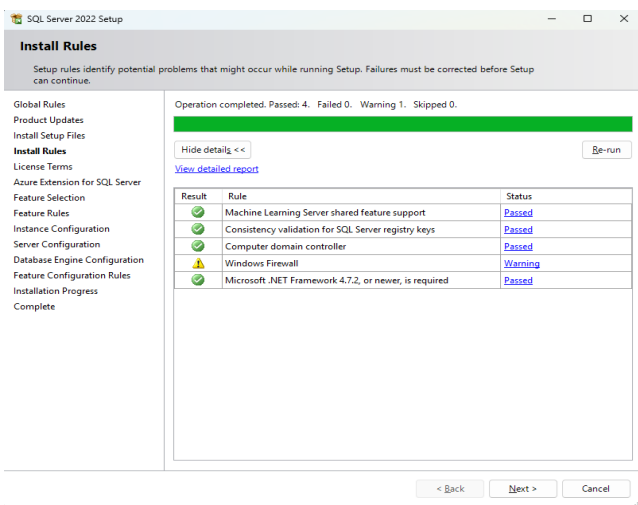 SQL Server 2022 Setup
Install Rules
Setup rules identify potential problems that might occur while running Setup. Failures must be corrected before Setup
can continue.
Global Rules
Product Updates
Install Setup Files
Install Rules
License Terms
Azure Extension for SQL Server
Feature Selection
Feature Rules
Instance Configuration
Server Configuration
Database Engine Configuration
Feature Configuration Rules
Installation Progress
Complete
Operation completed. Passed: 4. Failed 0. Warning 1. Skipped 0.
Hide details << Re-run
View detailed report
Result Rule Status
Machine Learning Server shared feature support Passed
Consistency validation for SQL Server registry keys Passed
Computer domain controller Passed
Windows Firewall Warning
Microsoft .NET Framework 4.7.2, or newer, is required Passed
< Back Next > Cancel